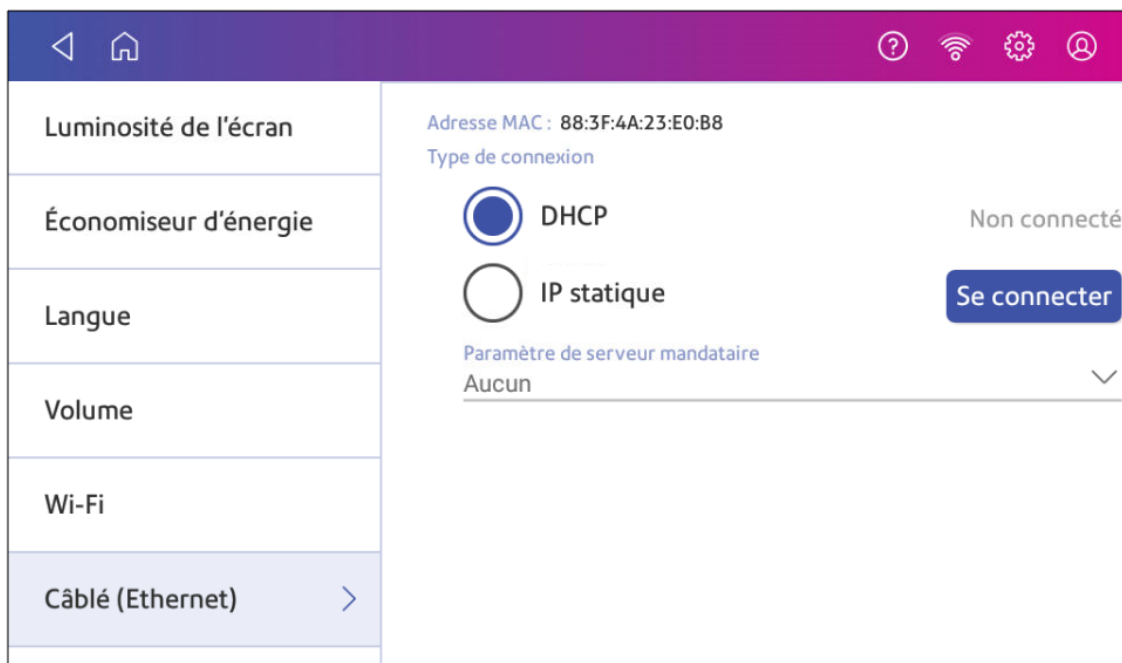 Luminosité de l'écran
Économiseur d'énergie
Langue
Volume
Wi-Fi
Câblé (Ethernet)
Adresse MAC : 88:3F:4A:23:E0:B8
Type de connexion
DHCP
Non connecté
IP statique
Se connecter
Paramètre de serveur mandataire
Aucun